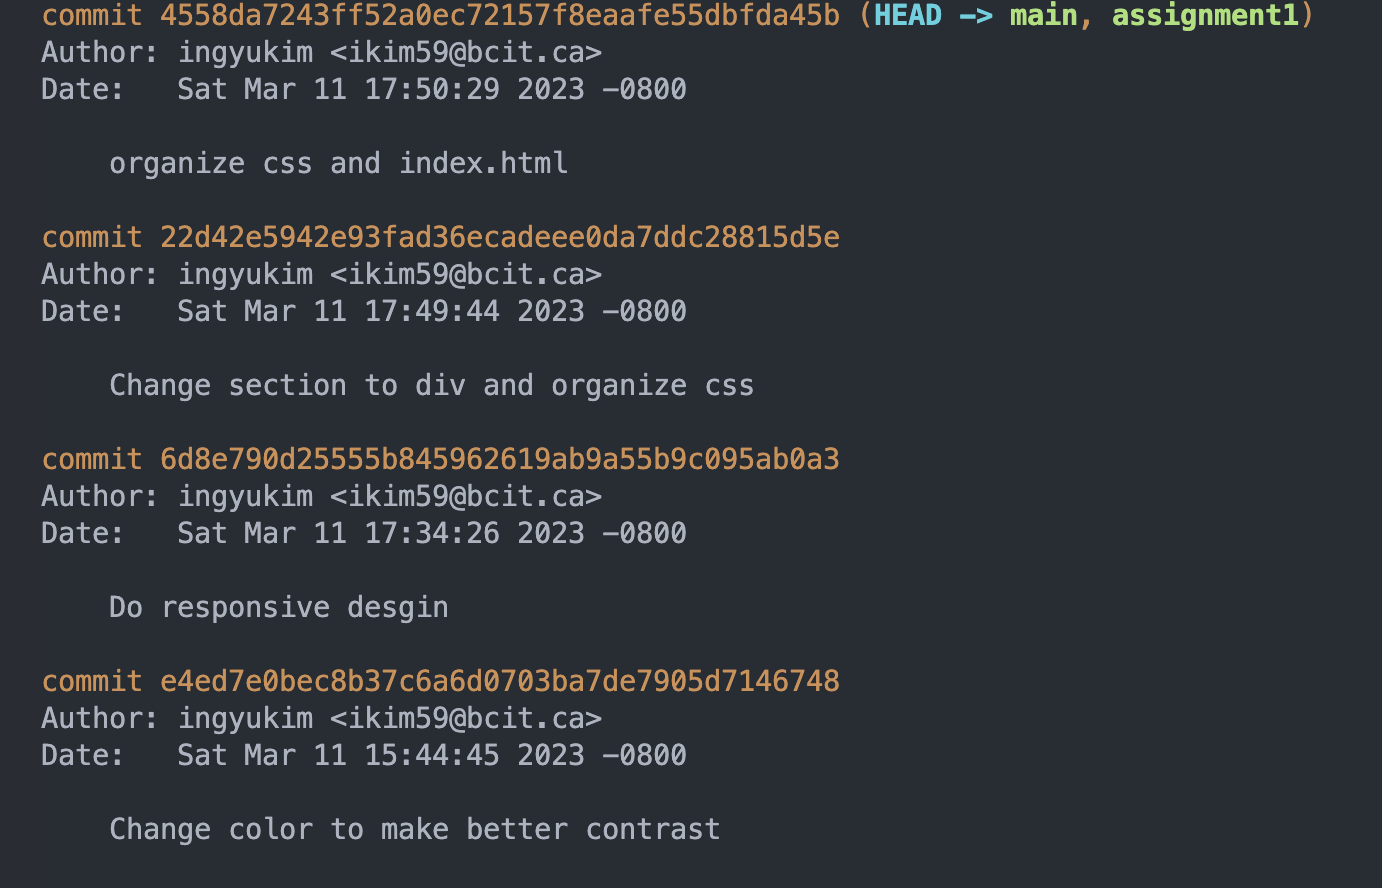 commit 4558da7243ff52a0ec72157f8eaafe55dbfda45b (HEAD -> main, assignment1)
Author: ingyukim <ikim59@bcit.ca>
Date:   Sat Mar 11 17:50:29 2023 -0800
organize css and index.html
commit 22d42e5942e93fad36ecadeee0da7ddc28815d5e
Author: ingyukim <ikim59@bcit.ca>
Date:   Sat Mar 11 17:49:44 2023 -0800
Change section to div and organize css
commit 6d8e790d25555b845962619ab9a55b9c095ab0a3
Author: ingyukim <ikim59@bcit.ca>
Date:   Sat Mar 11 17:34:26 2023 -0800
Do responsive desgin
commit e4ed7e0bec8b37c6a6d0703ba7de7905d7146748
Author: ingyukim <ikim59@bcit.ca>
Date:   Sat Mar 11 15:44:45 2023 -0800
Change color to make better contrast